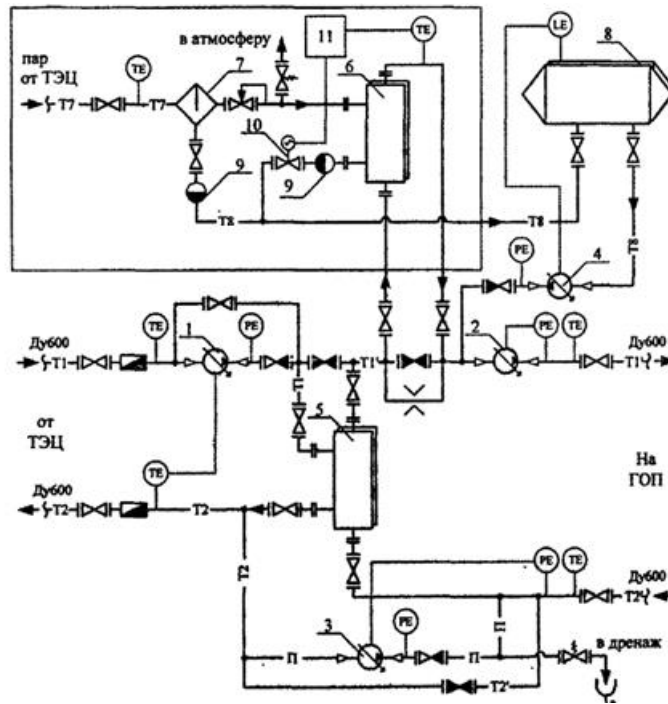 в атмосферу
11
TE
LE
8
пар
от ТЭЦ
TE
7
6
T7
T7
10
S
9
9
T8
T8
T8
PE
4
Ду600
TE
1
PE
2
PE
TE
Ду600
T1
T1
T1'
T1'
5
от
ТЭЦ
TE
На
ГОП
Ду600
T2
T2
T2
PE
TE
Ду600
T2'
3
PE
П
П
П
в дренаж
T2'